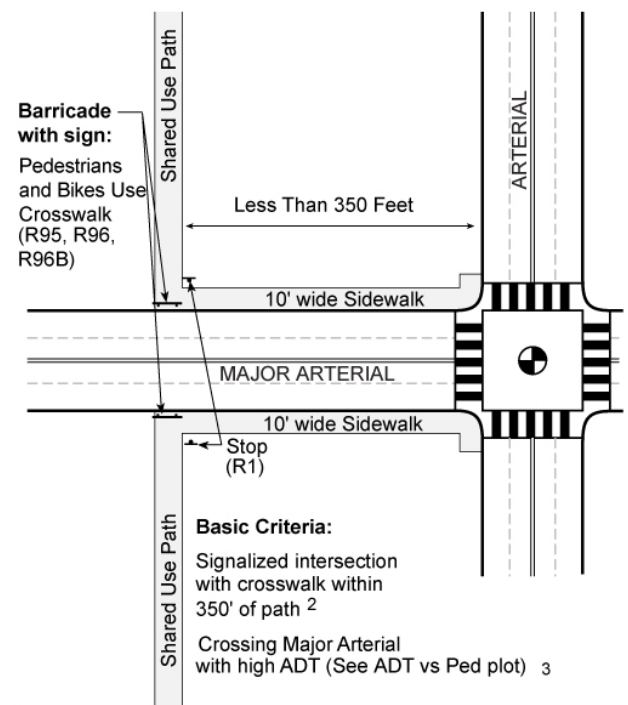 Shared Use Path
Barricade
with sign:
Pedestrians
and Bikes Use
Crosswalk
(R95, R96,
R96B)
ARTERIAL
Less Than 350 Feet
10' wide Sidewalk
MAJOR ARTERIAL
10' wide Sidewalk
Stop
(R1)
Shared Use Path
Basic Criteria:
Signalized intersection
with crosswalk within
350' of path 2
Crossing Major Arterial
with high ADT (See ADT vs Ped plot) 3